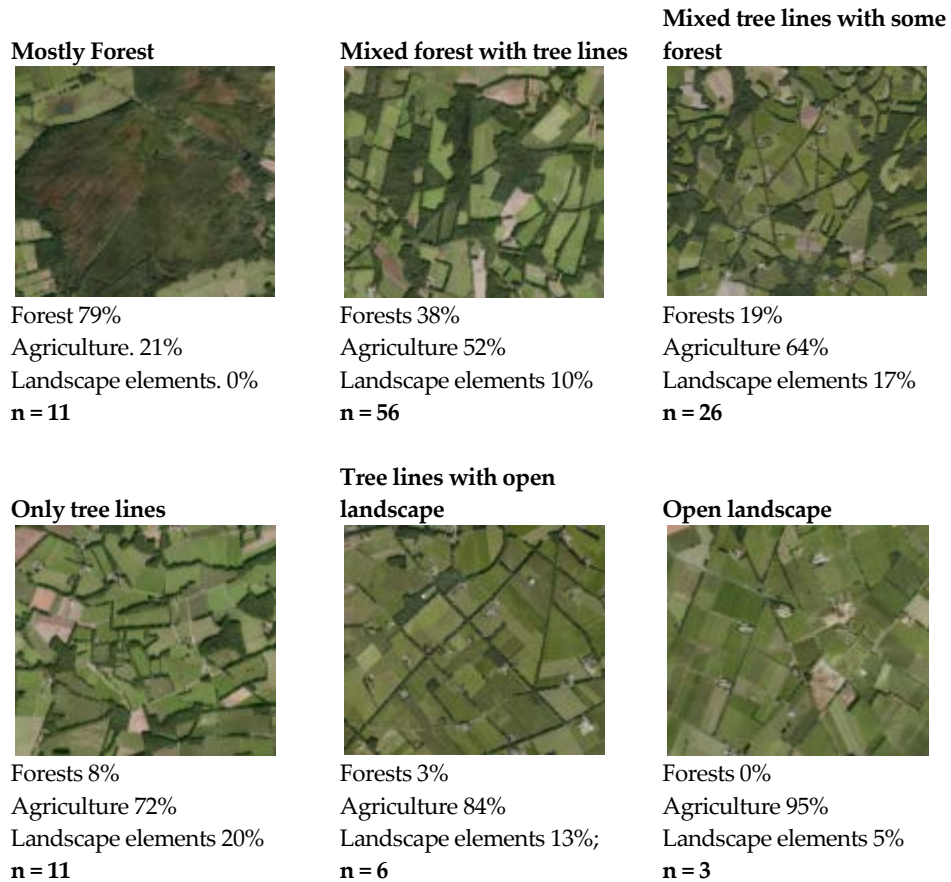 Mostly Forest
Forest 79%
Agriculture. 21%
Landscape elements. 0%
n = 11
Mixed forest with tree lines
Forests 38%
Agriculture 52%
Landscape elements 10%
n = 56
Mixed tree lines with some
forest
Forests 19%
Agriculture 64%
Landscape elements 17%
n = 26
Only tree lines
Forests 8%
Agriculture 72%
Landscape elements 20%
n = 11
Tree lines with open
landscape
Forests 3%
Agriculture 84%
Landscape elements 13%;
n = 6
Open landscape
Forests 0%
Agriculture 95%
Landscape elements 5%
n = 3